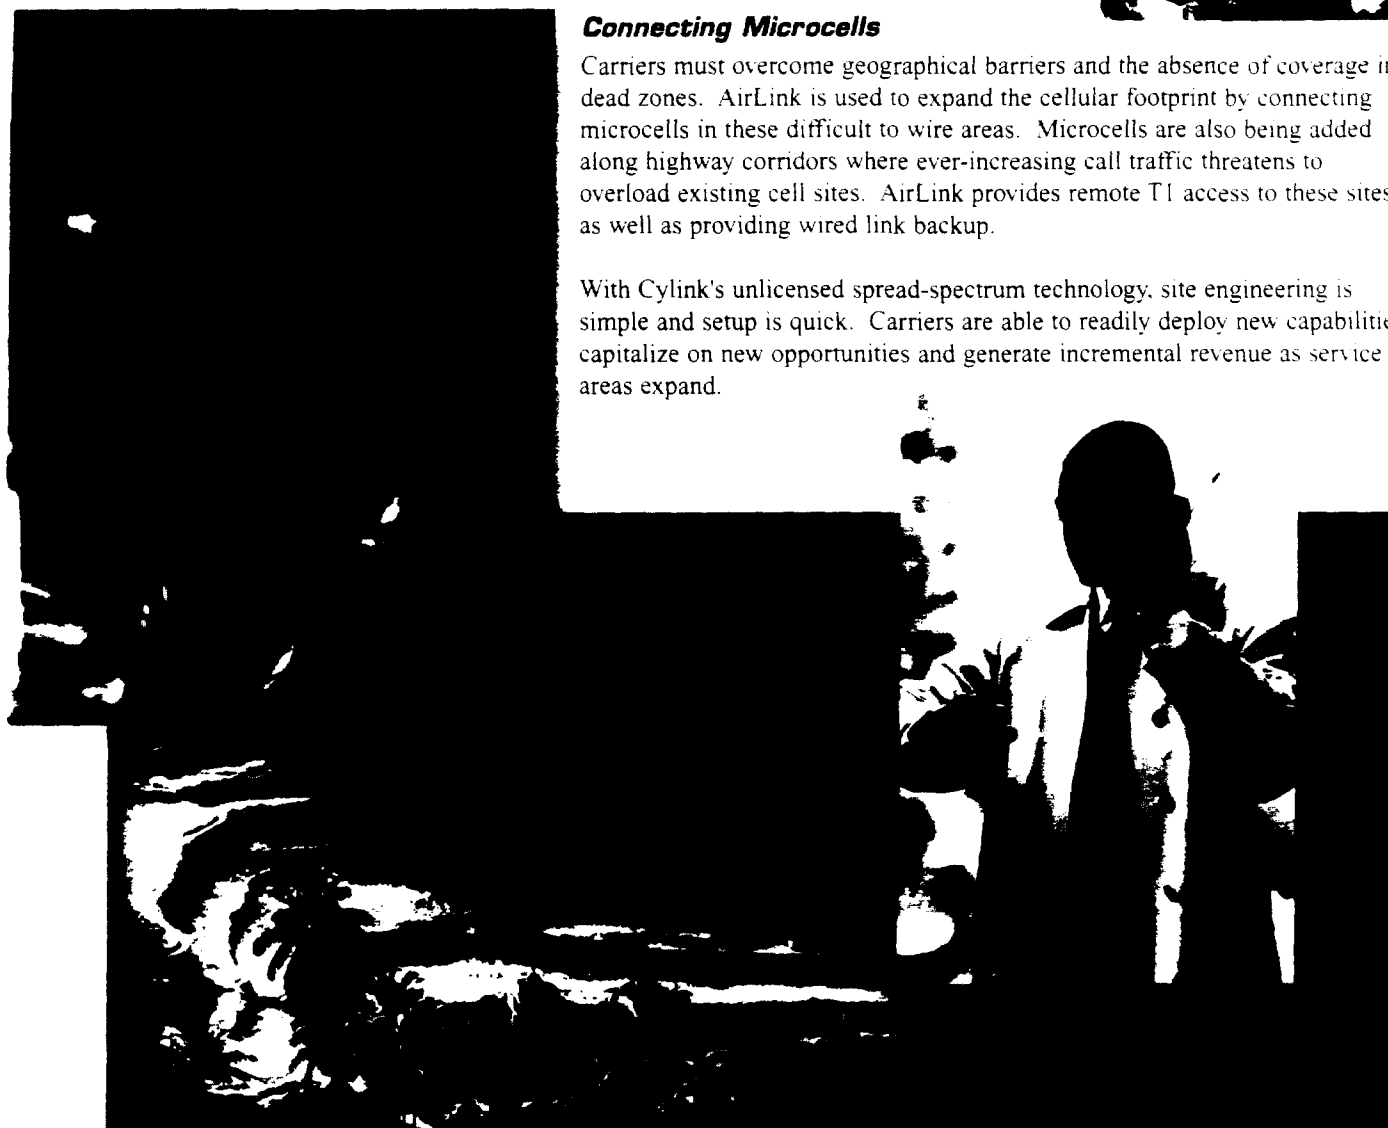 Connecting Microcells
Carriers must overcome geographical barriers and the absence of coverage in
dead zones. AirLink is used to expand the cellular footprint by connecting
microcells in these difficult to wire areas. Microcells are also being added
along highway corridors where ever-increasing call traffic threatens to
overload existing cell sites. AirLink provides remote T1 access to these sites
as well as providing wired link backup.
With Cylink's unlicensed spread-spectrum technology, site engineering is
simple and setup is quick. Carriers are able to readily deploy new
capitalize on new opportunities and generate incremental revenue as service
areas expand.